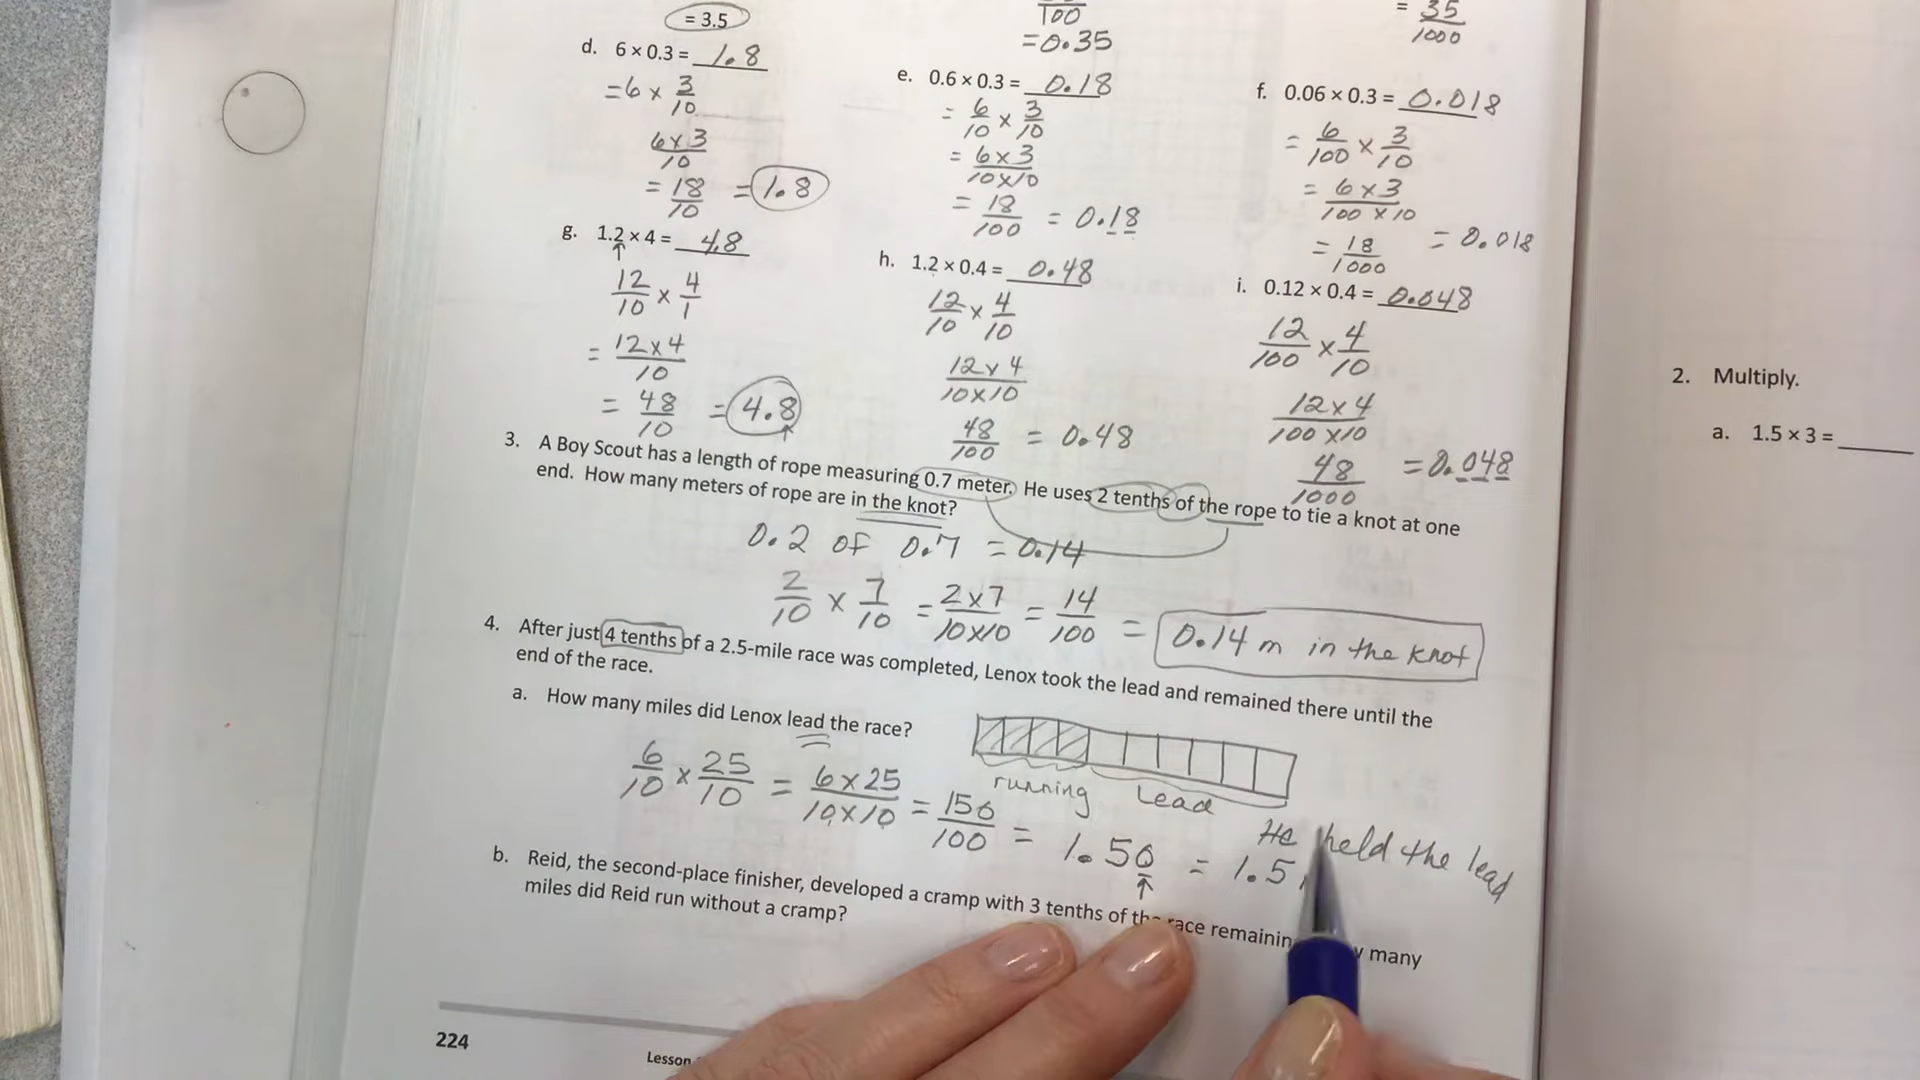 = 3.5
100
= 0.35
= 35
1000
d. 6 × 0.3 = 1.8
= 6 × 3/10
6 × 3
10
= 18/10 = 1.8
e. 0.6 × 0.3 = 0.18
= 6/10 × 3/10
= 6 × 3
10 × 10
= 18/100 = 0.18
f. 0.06 × 0.3 = 0.018
= 6/100 × 3/10
= 6 × 3
100 × 10
= 18/1000 = 0.018
g. 1.2 × 4 = 4.8
12/10 × 4/1
= 12 × 4
10
= 48/10 = 4.8
h. 1.2 × 0.4 = 0.48
12/10 × 4/10
12 × 4
10 × 10
48/100 = 0.48
i. 0.12 × 0.4 = 0.048
12/100 × 4/10
12 × 4
100 × 10
48/1000 = 0.048
3. A Boy Scout has a length of rope measuring 0.7 meter. He uses 2 tenths of the rope to tie a knot at one
end. How many meters of rope are in the knot?
0.2 of 0.7 = 0.14
2/10 × 7/10 = 2 × 7/10 × 10 = 14/100 = 0.14 m in the knot
4. After just 4 tenths of a 2.5-mile race was completed, Lenox took the lead and remained there until the
end of the race.
a. How many miles did Lenox lead the race?
running Lead
6/10 × 25/10 = 6 × 25/10 × 10 = 150/100 = 1.50 = 1.5
He held the lead
b. Reid, the second-place finisher, developed a cramp with 3 tenths of the race remaining many
miles did Reid run without a cramp?
224
Lesson
2. Multiply.
a. 1.5 × 3 =